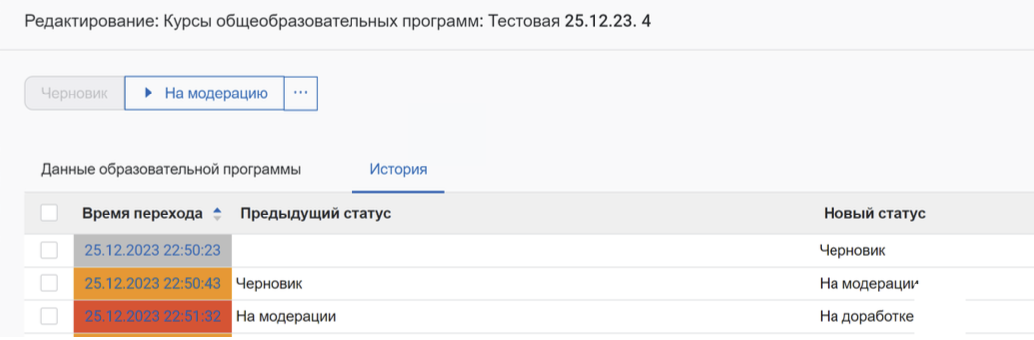 Редактирование: Курсы общеобразовательных программ: Тестовая 25.12.23. 4
Черновик На модерацию ...
Данные образовательной программы История
Время перехода Предыдущий статус Новый статус
25.12.2023 22:50:23 Черновик
25.12.2023 22:50:43 Черновик На модерации
25.12.2023 22:51:32 На модерации На доработке